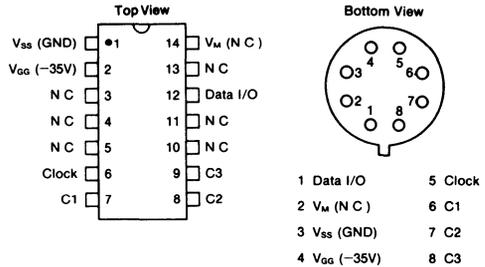 Top View
Vss (GND) 1 14 VM (N C)
VGG (−35V) 2 13 N C
N C 3 12 Data I/O
N C 4 11 N C
N C 5 10 N C
Clock 6 9 C3
C1 7 8 C2
Bottom View
4 5
3 6
2 7
1 8
1 Data I/O 5 Clock
2 VM (N C) 6 C1
3 Vss (GND) 7 C2
4 VGG (−35V) 8 C3